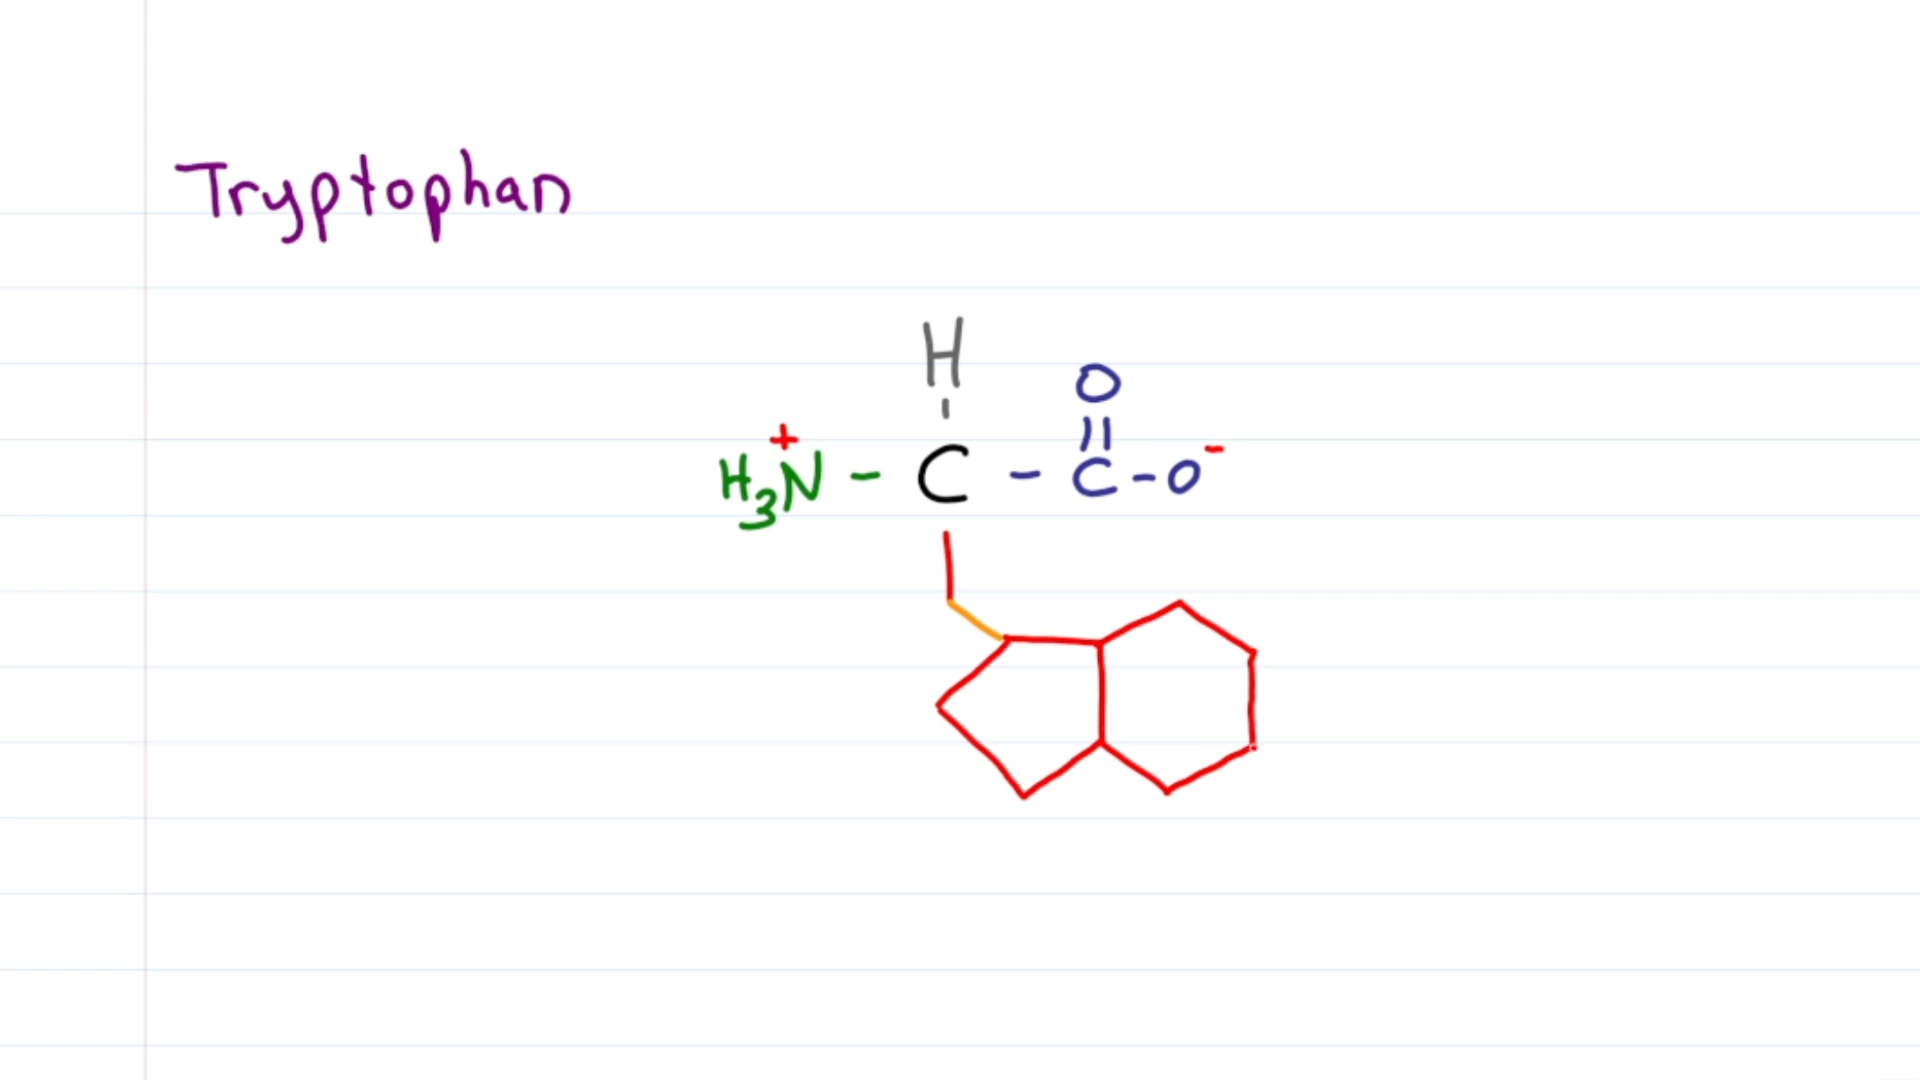 Tryptophan
H
O
H₃N⁺ - C - C - O⁻